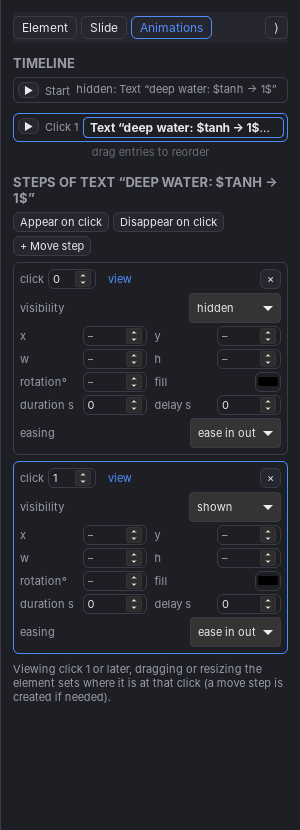 Element Slide Animations ⟩
TIMELINE
▶ Start hidden: Text “deep water: $tanh → 1$”
▶ Click 1 Text “deep water: $tanh → 1$...
drag entries to reorder
STEPS OF TEXT “DEEP WATER: $TANH →
1$”
Appear on click Disappear on click
+ Move step
click 0 view ×
visibility hidden
x – y –
w – h –
rotation° – fill
duration s 0 delay s 0
easing ease in out
click 1 view ×
visibility shown
x – y –
w – h –
rotation° – fill
duration s 0 delay s 0
easing ease in out
Viewing click 1 or later, dragging or resizing the
element sets where it is at that click (a move step is
created if needed).